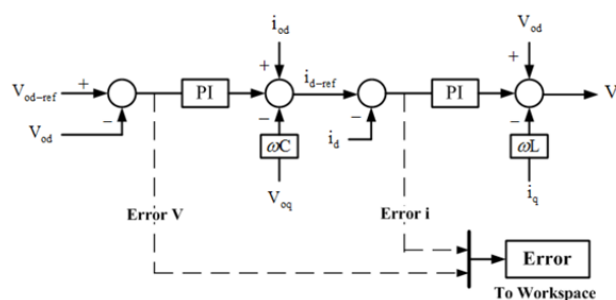 i_od
V_od
V_od-ref
+
+
i_d-ref
+
PI
PI
V
−
−
−
−
V_od
ωC
i_d
ωL
V_oq
i_q
Error V
Error i
Error
To Workspace